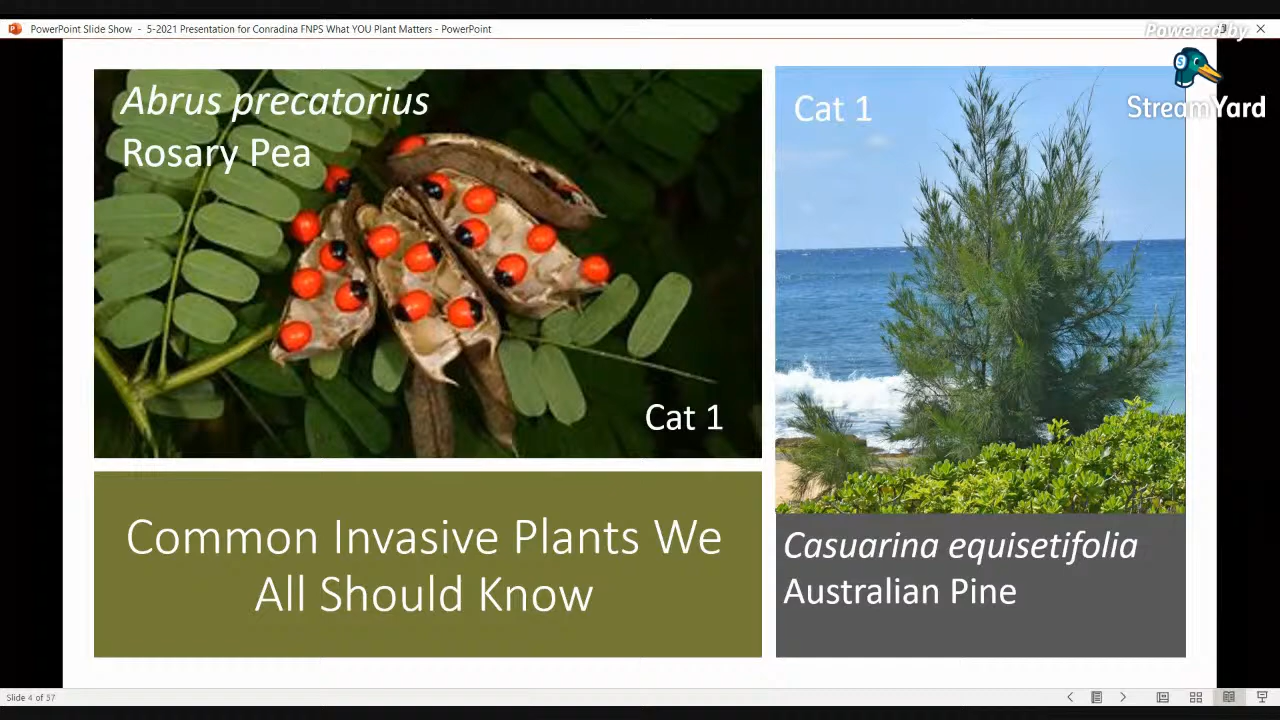 PowerPoint Slide Show - 5-2021 Presentation for Conradina FNPS What YOU Plant Matters - PowerPoint
Powered by
StreamYard
Abrus precatorius
Rosary Pea
Cat 1
Cat 1
Common Invasive Plants We
All Should Know
Casuarina equisetifolia
Australian Pine
Slide 4 of 57